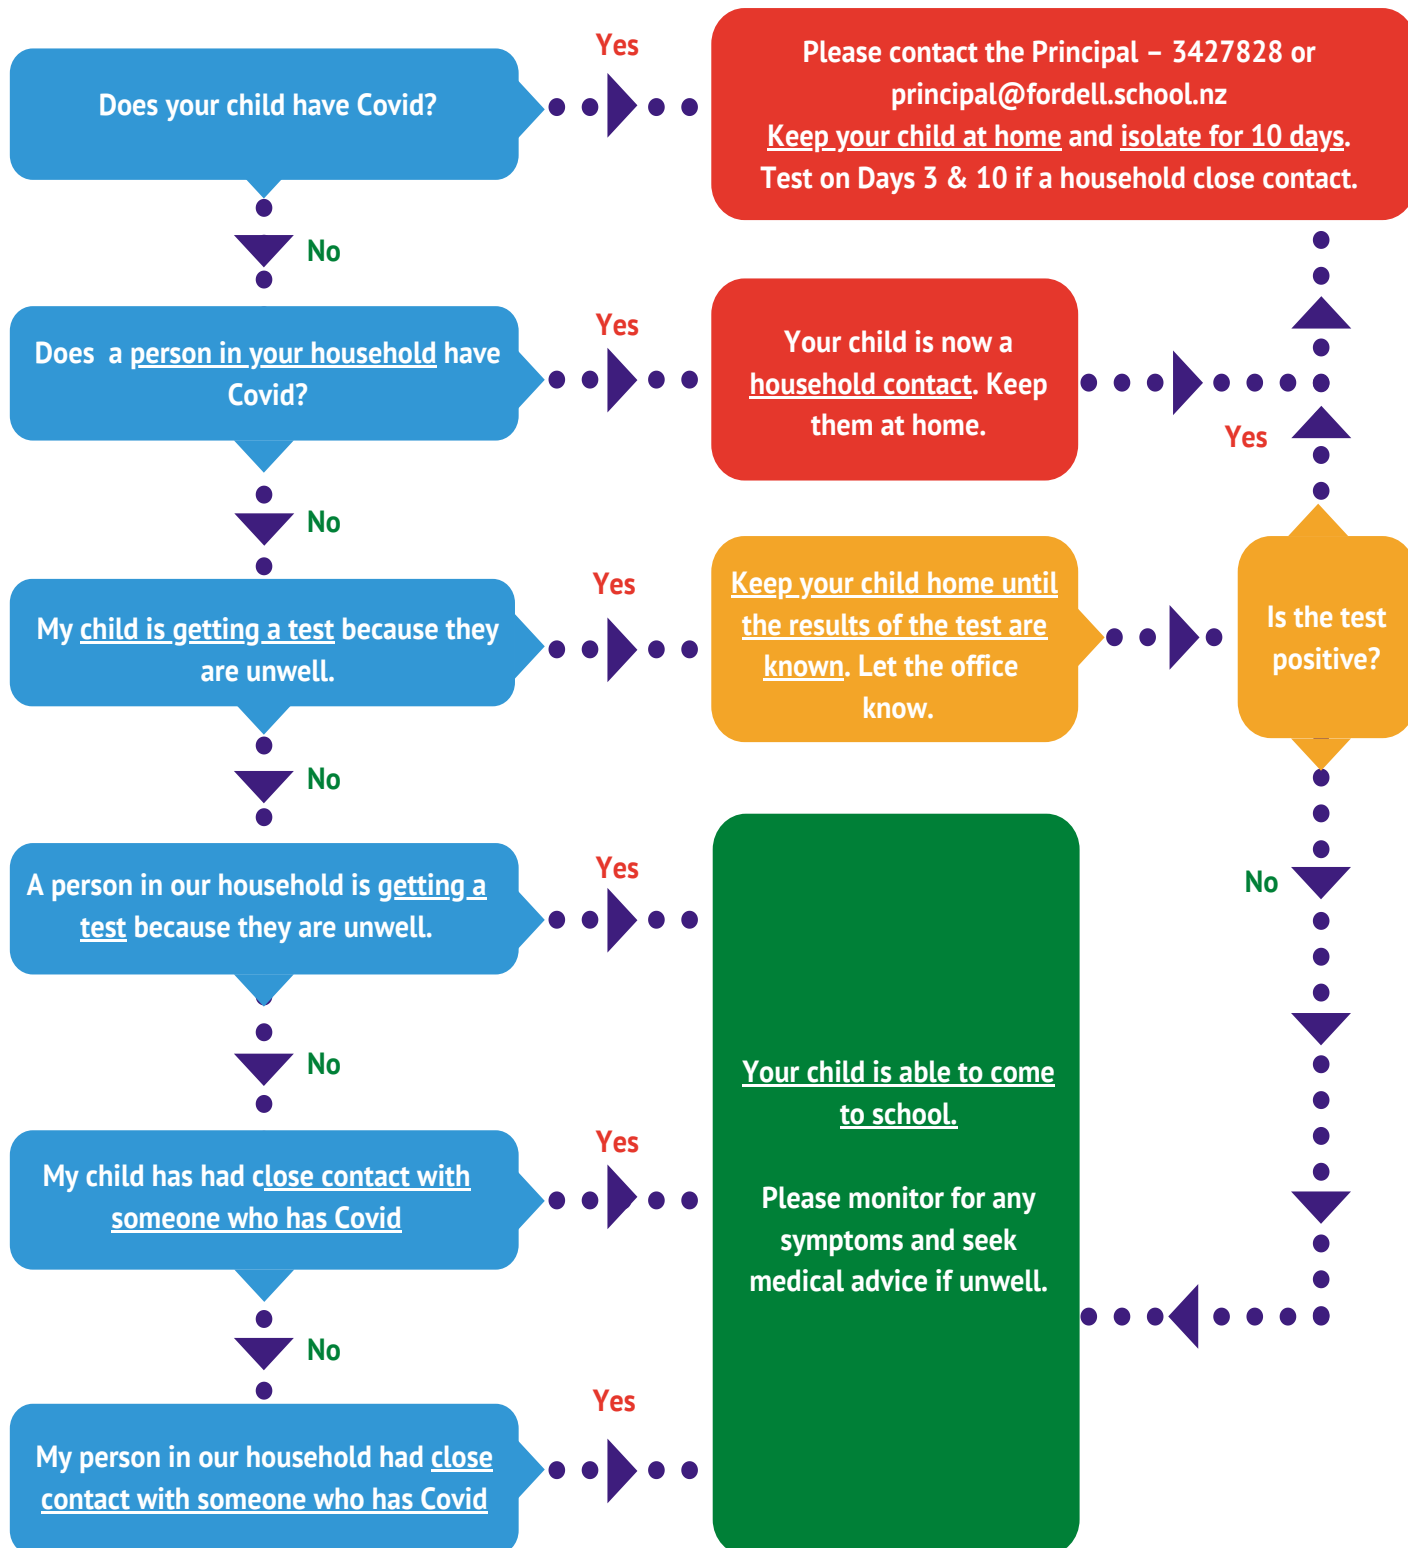 Does your child have Covid?
Yes
Please contact the Principal – 3427828 or
principal@fordell.school.nz
Keep your child at home and isolate for 10 days.
Test on Days 3 & 10 if a household close contact.
No
Does a person in your household have
Covid?
Yes
Your child is now a
household contact. Keep
them at home.
Yes
No
My child is getting a test because they
are unwell.
Yes
Keep your child home until
the results of the test are
known. Let the office
know.
Is the test
positive?
No
A person in our household is getting a
test because they are unwell.
Yes
No
No
My child has had close contact with
someone who has Covid
Yes
Your child is able to come
to school.
Please monitor for any
symptoms and seek
medical advice if unwell.
No
My person in our household had close
contact with someone who has Covid
Yes